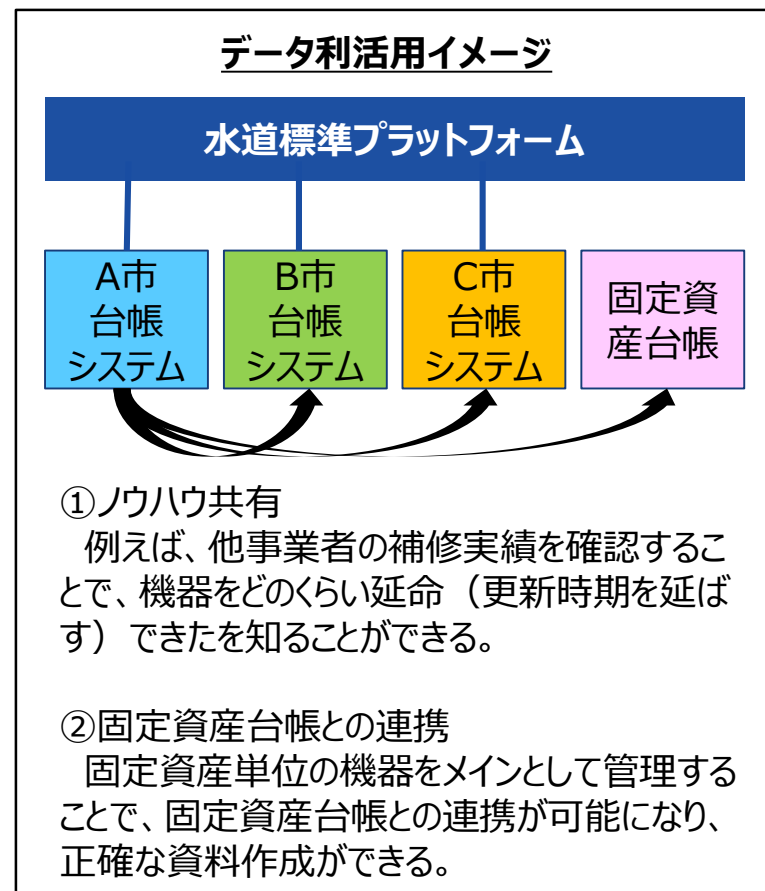 データ利活用イメージ
水道標準プラットフォーム
A市
台帳
システム
B市
台帳
システム
C市
台帳
システム
固定資
産台帳
①ノウハウ共有
例えば、他事業者の補修実績を確認するこ
とで、機器をどのくらい延命（更新時期を延ば
す）できたを知ることができる。
②固定資産台帳との連携
固定資産単位の機器をメインとして管理する
ことで、固定資産台帳との連携が可能になり、
正確な資料作成ができる。